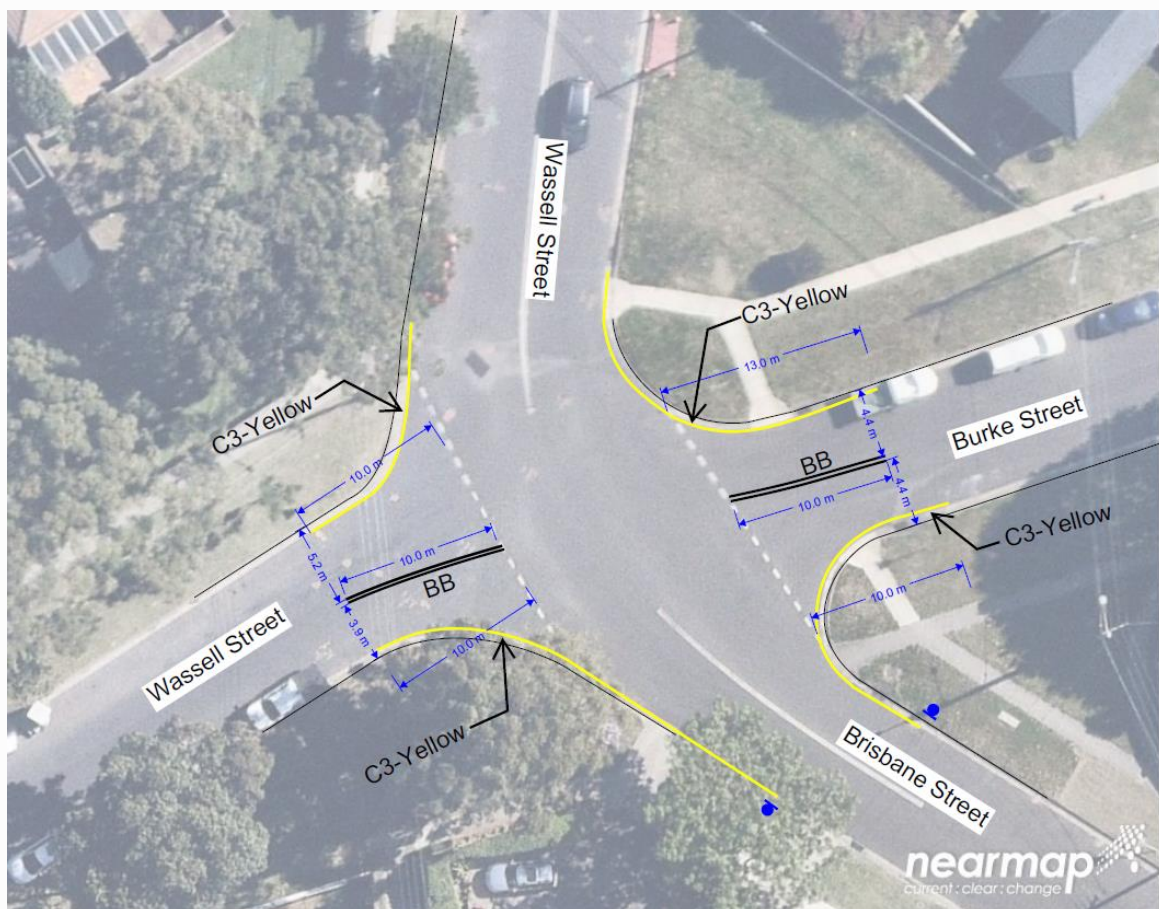 Wassell Street
C3-Yellow
13.0 m
C3-Yellow
10.0 m
4.4 m
Burke Street
BB
10.0 m
4.4 m
C3-Yellow
5.2 m
10.0 m
BB
3.9 m
10.0 m
10.0 m
Wassell Street
C3-Yellow
Brisbane Street
nearmap
current:clear:change